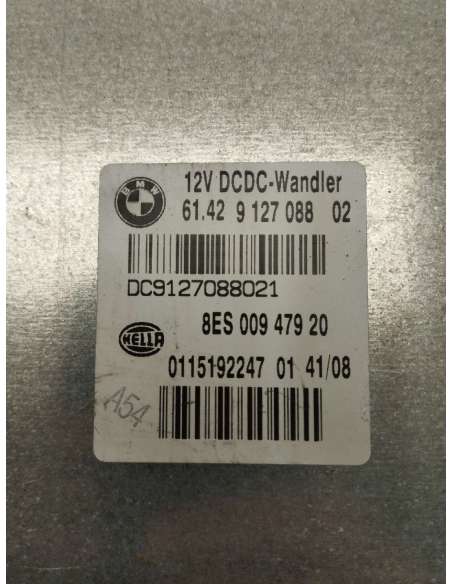 BMW
12V DCDC-Wandler
61.42 9 127 088 02
DC9127088021
8ES 009 479 20
HELLA
0115192247 01 41/08
A54